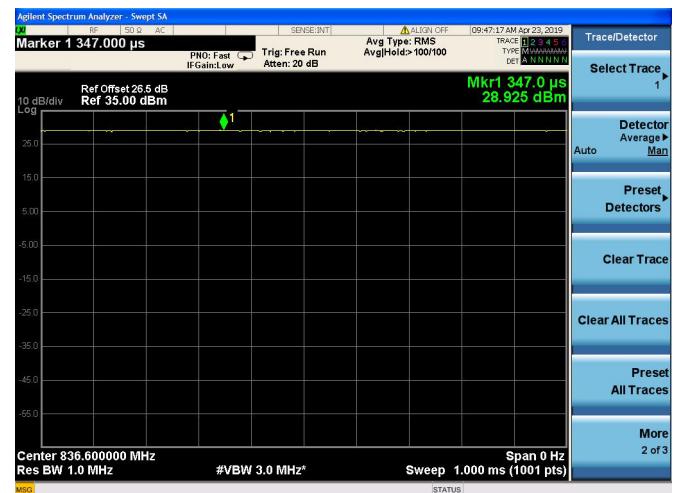 Agilent Spectrum Analyzer - Swept SA
RF 50 Ω AC SENSE:INT ALIGN OFF 09:47:17 AM Apr 23, 2019
Marker 1 347.000 µs
PNO: Fast
IFGain:Low
Trig: Free Run
Atten: 20 dB
Avg Type: RMS
Avg|Hold:> 100/100
TRACE 1 2 3 4 5 6
TYPE
DET A N N N N N
Ref Offset 26.5 dB
Ref 35.00 dBm
10 dB/div
Log
Mkr1 347.0 µs
28.925 dBm
1
25.0
15.0
5.00
-5.00
-15.0
-25.0
-35.0
-45.0
-55.0
Center 836.600000 MHz
Res BW 1.0 MHz
#VBW 3.0 MHz*
Span 0 Hz
Sweep 1.000 ms (1001 pts)
MSG
STATUS
Trace/Detector
Select Trace
1
Detector
Average
Auto Man
Preset
Detectors
Clear Trace
Clear All Traces
Preset
All Traces
More
2 of 3